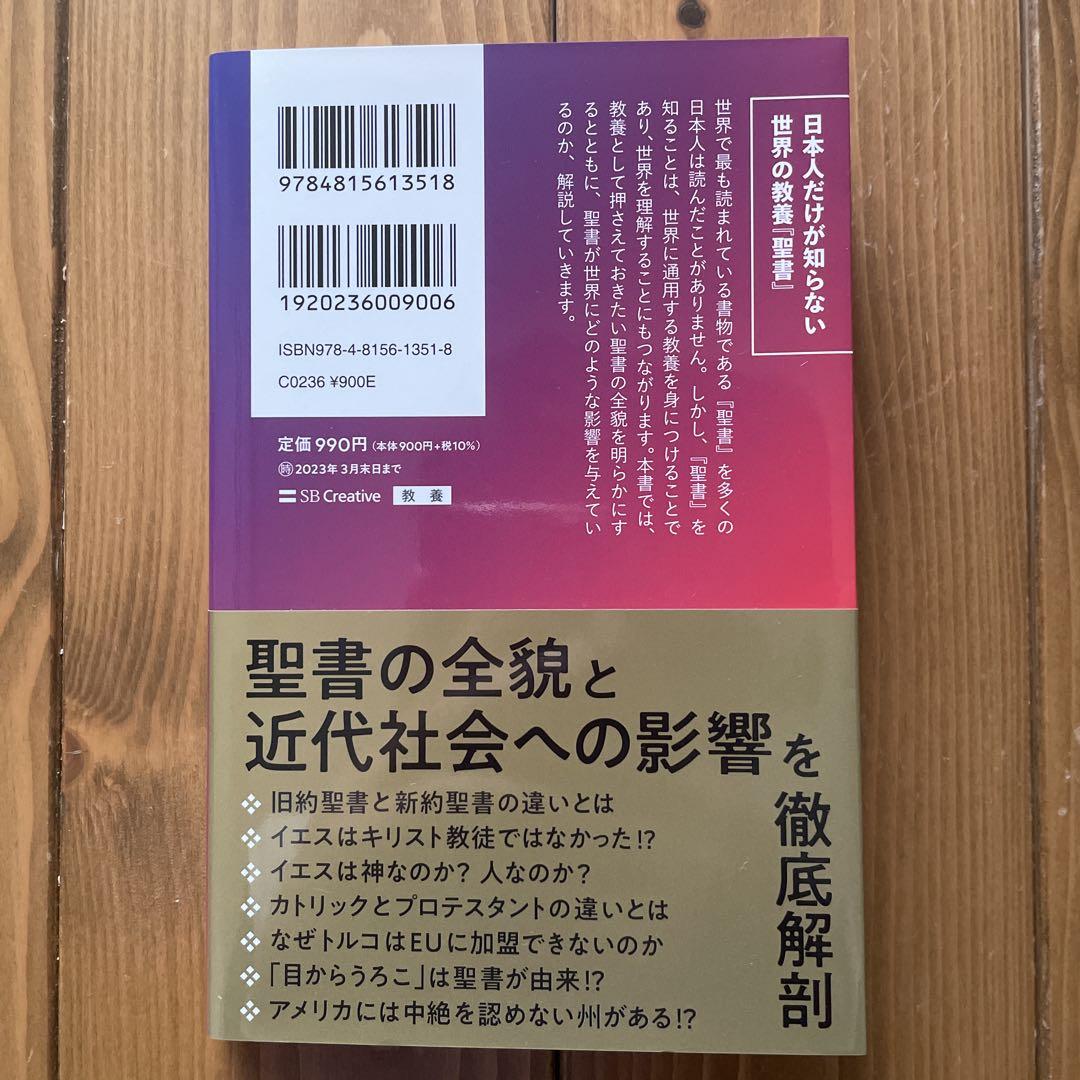 日本人だけが知らない
世界の教養『聖書』
世界で最も読まれている書物である『聖書』を多くの
日本人は読んだことがありません。しかし、『聖書』を
知ることは、世界に通用する教養を身につけることで
あり、世界を理解することにもつながります。本書では、
教養として押さえておきたい聖書の全貌を明らかにす
るとともに、聖書が世界にどのような影響を与えてい
るのか、解説していきます。
9784815613518
1920236009006
ISBN978-4-8156-1351-8
C0236 ¥900E
定価 990円（本体900円+税10%）
時 2023年3月末日まで
SB Creative 教養
聖書の全貌と
近代社会への影響を
徹底解剖
旧約聖書と新約聖書の違いとは
イエスはキリスト教徒ではなかった!?
イエスは神なのか? 人なのか?
カトリックとプロテスタントの違いとは
なぜトルコはEUに加盟できないのか
「目からうろこ」は聖書が由来!?
アメリカには中絶を認めない州がある!?